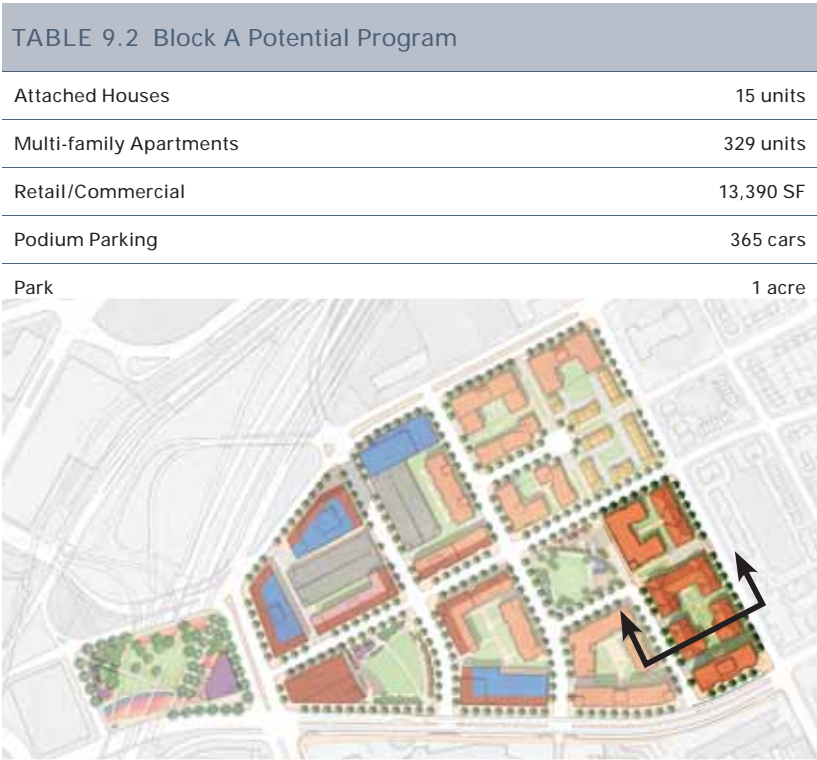 TABLE 9.2 Block A Potential Program
Attached Houses 15 units
Multi-family Apartments 329 units
Retail/Commercial 13,390 SF
Podium Parking 365 cars
Park 1 acre